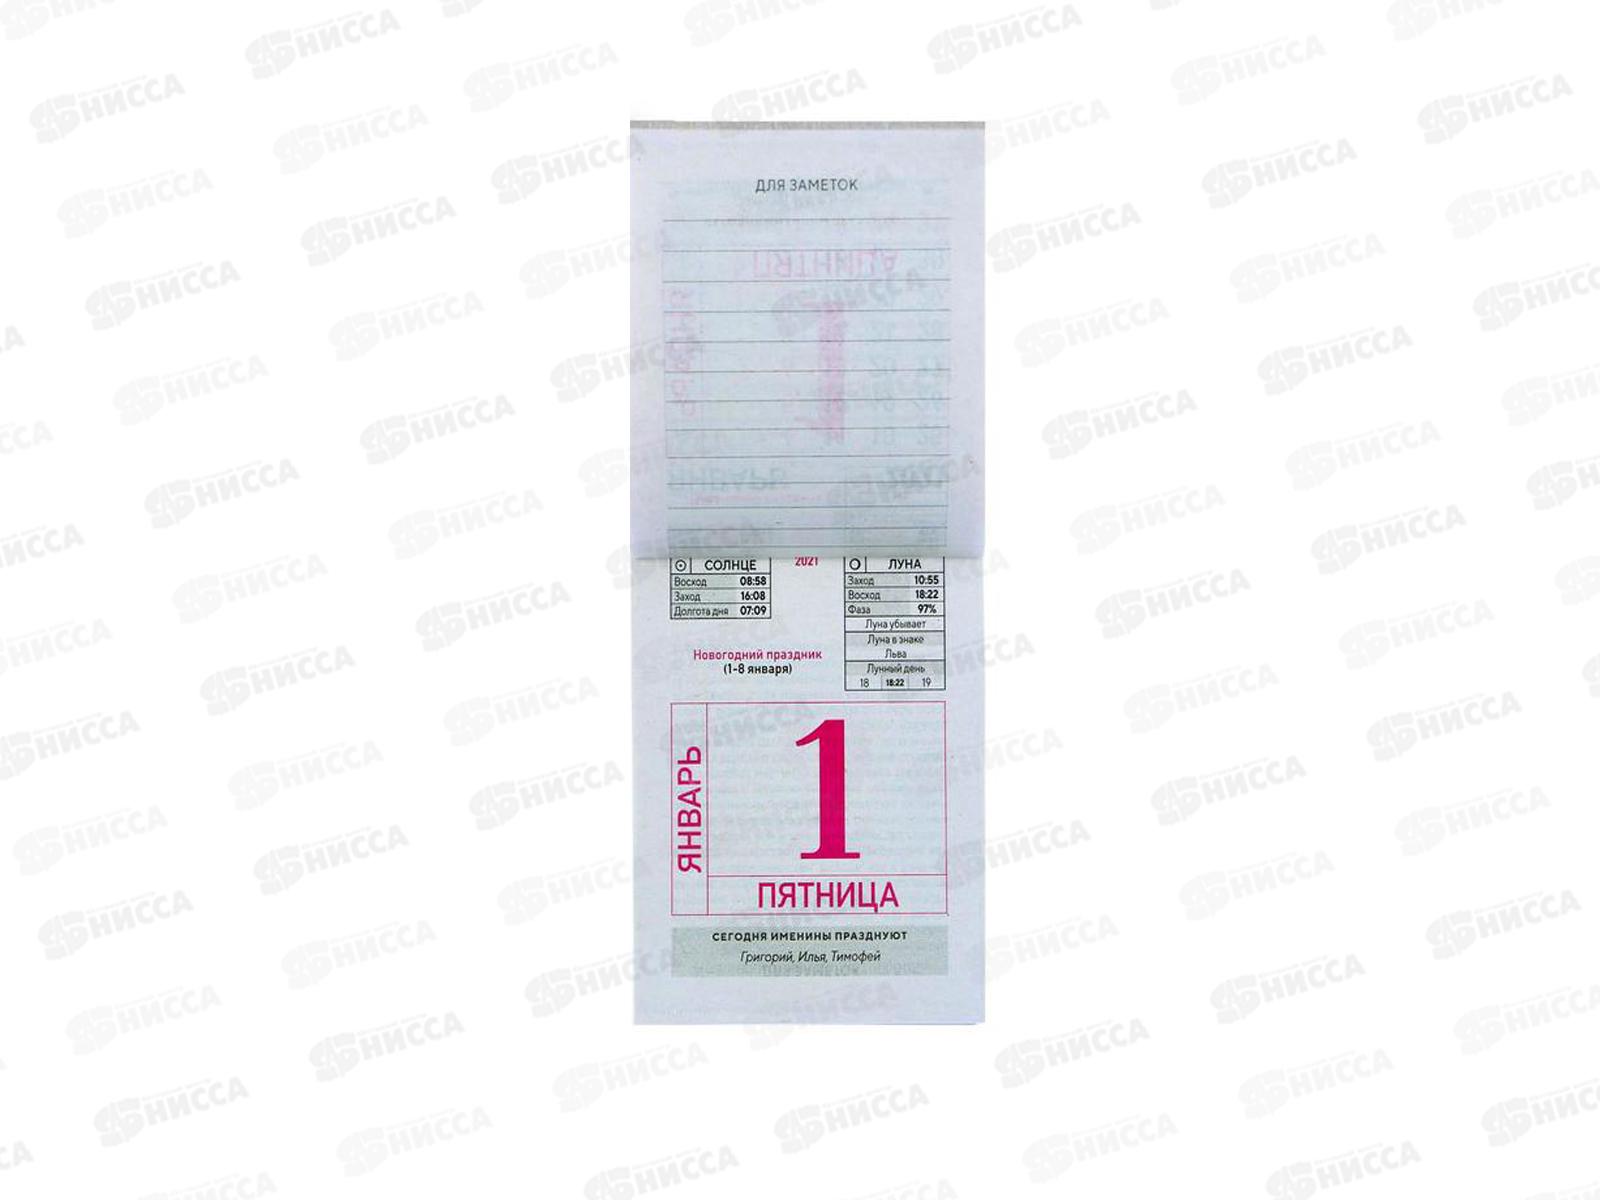 ДЛЯ ЗАМЕТОК
СОЛНЦЕ
Восход 08:58
Заход 16:08
Долгота дня 07:09
2021
ЛУНА
Заход 10:55
Восход 18:22
Фаза 97%
Луна убывает
Луна в знаке
Льва
Лунный день
18 18:22 19
Новогодний праздник
(1-8 января)
ЯНВАРЬ
1
ПЯТНИЦА
СЕГОДНЯ ИМЕНИНЫ ПРАЗДНУЮТ
Григорий, Илья, Тимофей
НИССА